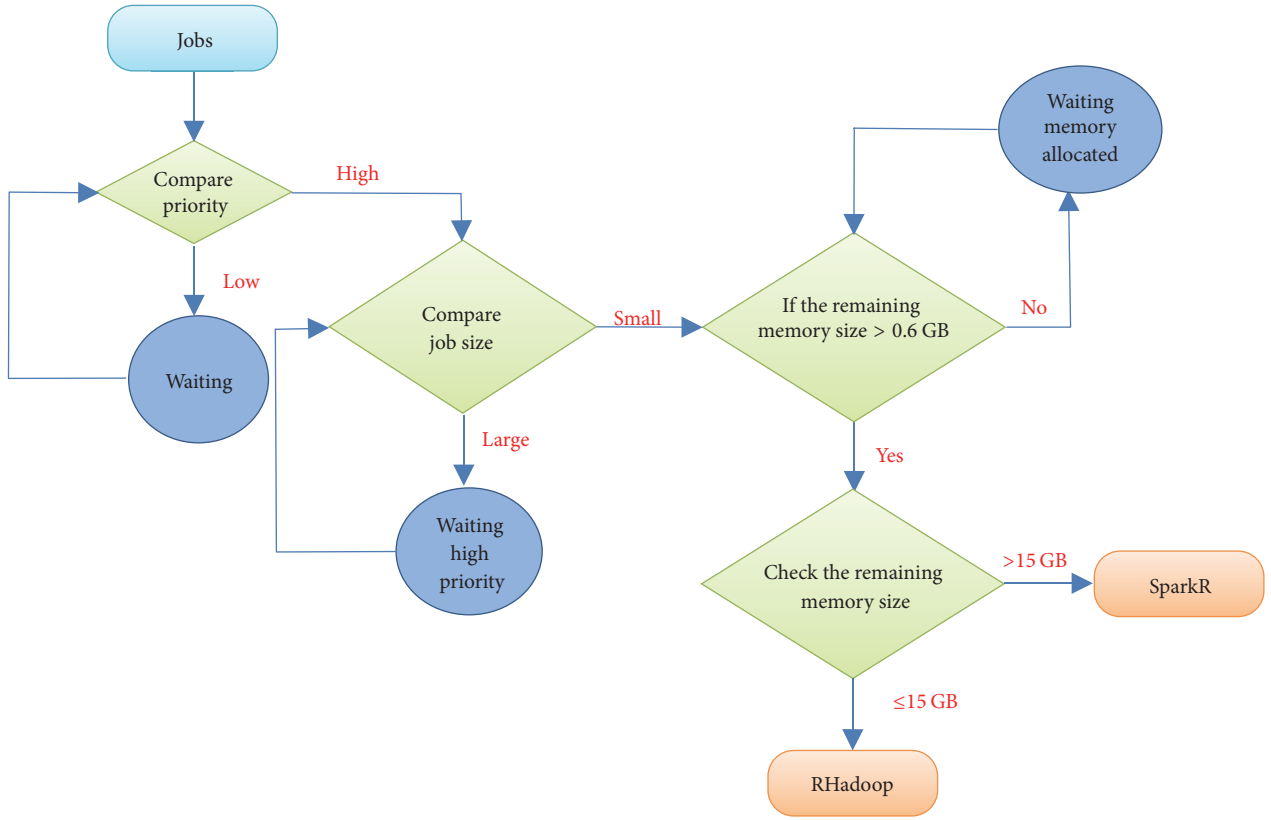 Jobs
Compare
priority
High
Low
Waiting
Compare
job size
Small
Large
Waiting
high
priority
Waiting
memory
allocated
If the remaining
memory size > 0.6 GB
No
Yes
Check the remaining
memory size
>15 GB
SparkR
≤15 GB
RHadoop